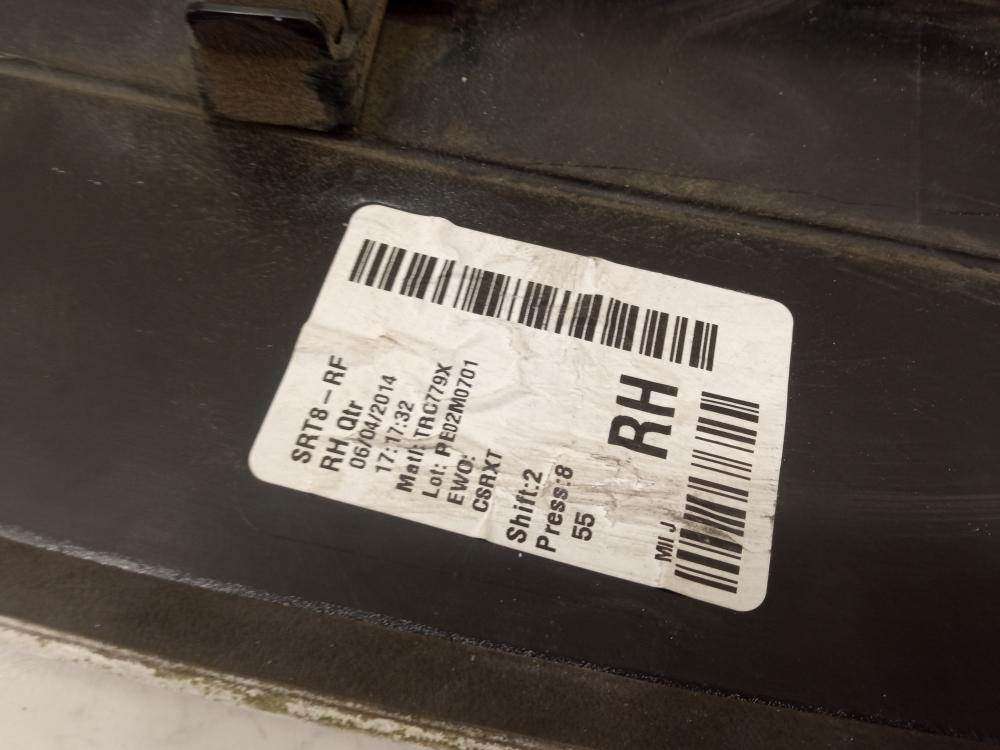 SRT8-RF
RH Qtr
06/04/2014
17:17:32
Matl: TRC779X
Lot: PE02M0701
EWO:
CSRXT
Shift:2
Press:8
55
RH
MII J